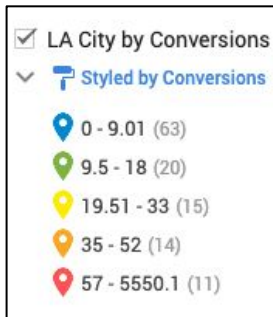 LA City by Conversions
Styled by Conversions
0 - 9.01 (63)
9.5 - 18 (20)
19.51 - 33 (15)
35 - 52 (14)
57 - 5550.1 (11)